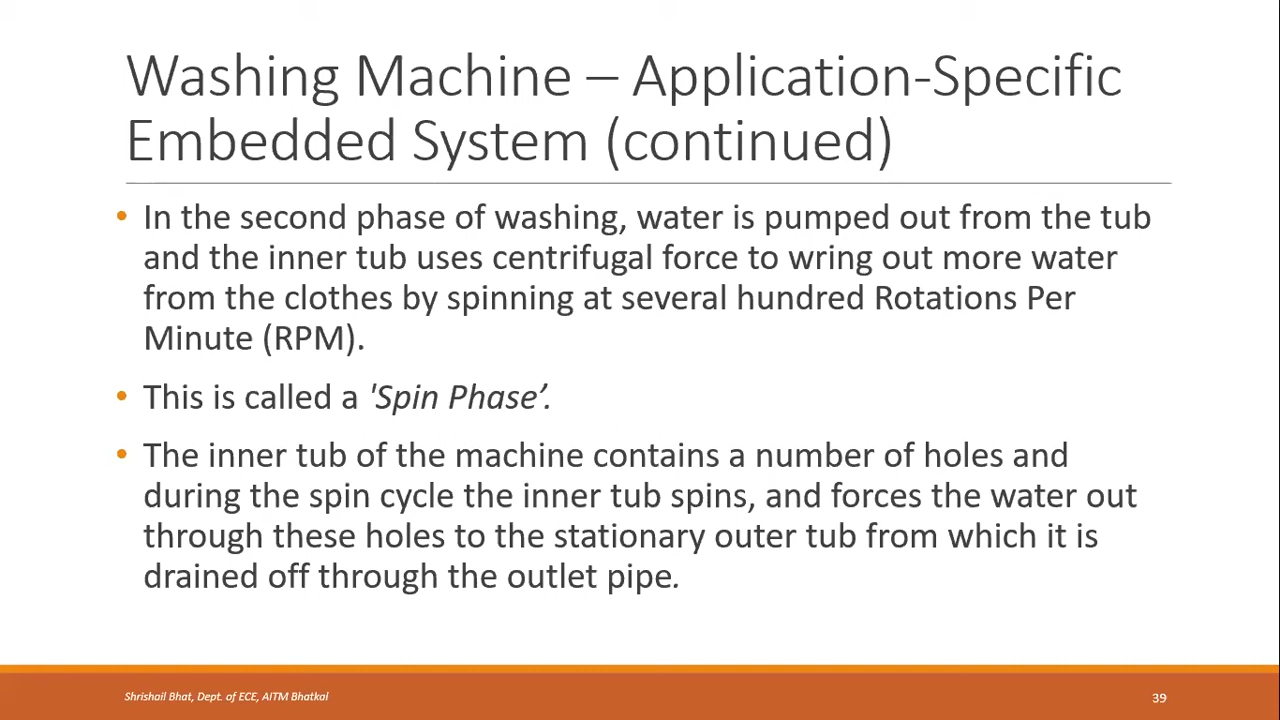 Washing Machine – Application-Specific
Embedded System (continued)
• In the second phase of washing, water is pumped out from the tub
and the inner tub uses centrifugal force to wring out more water
from the clothes by spinning at several hundred Rotations Per
Minute (RPM).
• This is called a 'Spin Phase’.
• The inner tub of the machine contains a number of holes and
during the spin cycle the inner tub spins, and forces the water out
through these holes to the stationary outer tub from which it is
drained off through the outlet pipe.
Shrishail Bhat, Dept. of ECE, AITM Bhatkal
39